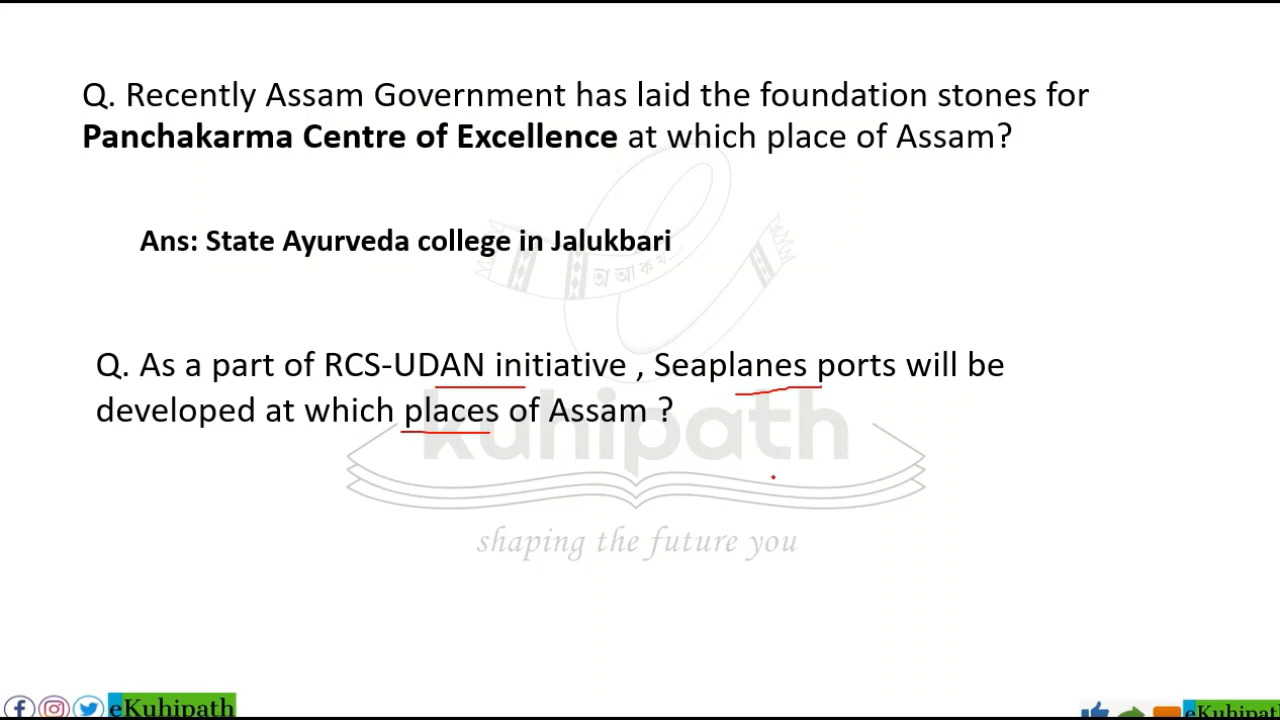 Q. Recently Assam Government has laid the foundation stones for
Panchakarma Centre of Excellence at which place of Assam?
Ans: State Ayurveda college in Jalukbari
অ আ ক খ....
Q. As a part of RCS-UDAN initiative , Seaplanes ports will be
developed at which places of Assam ?
kuhipath
shaping the future you
eKuhipath
eKuhipath